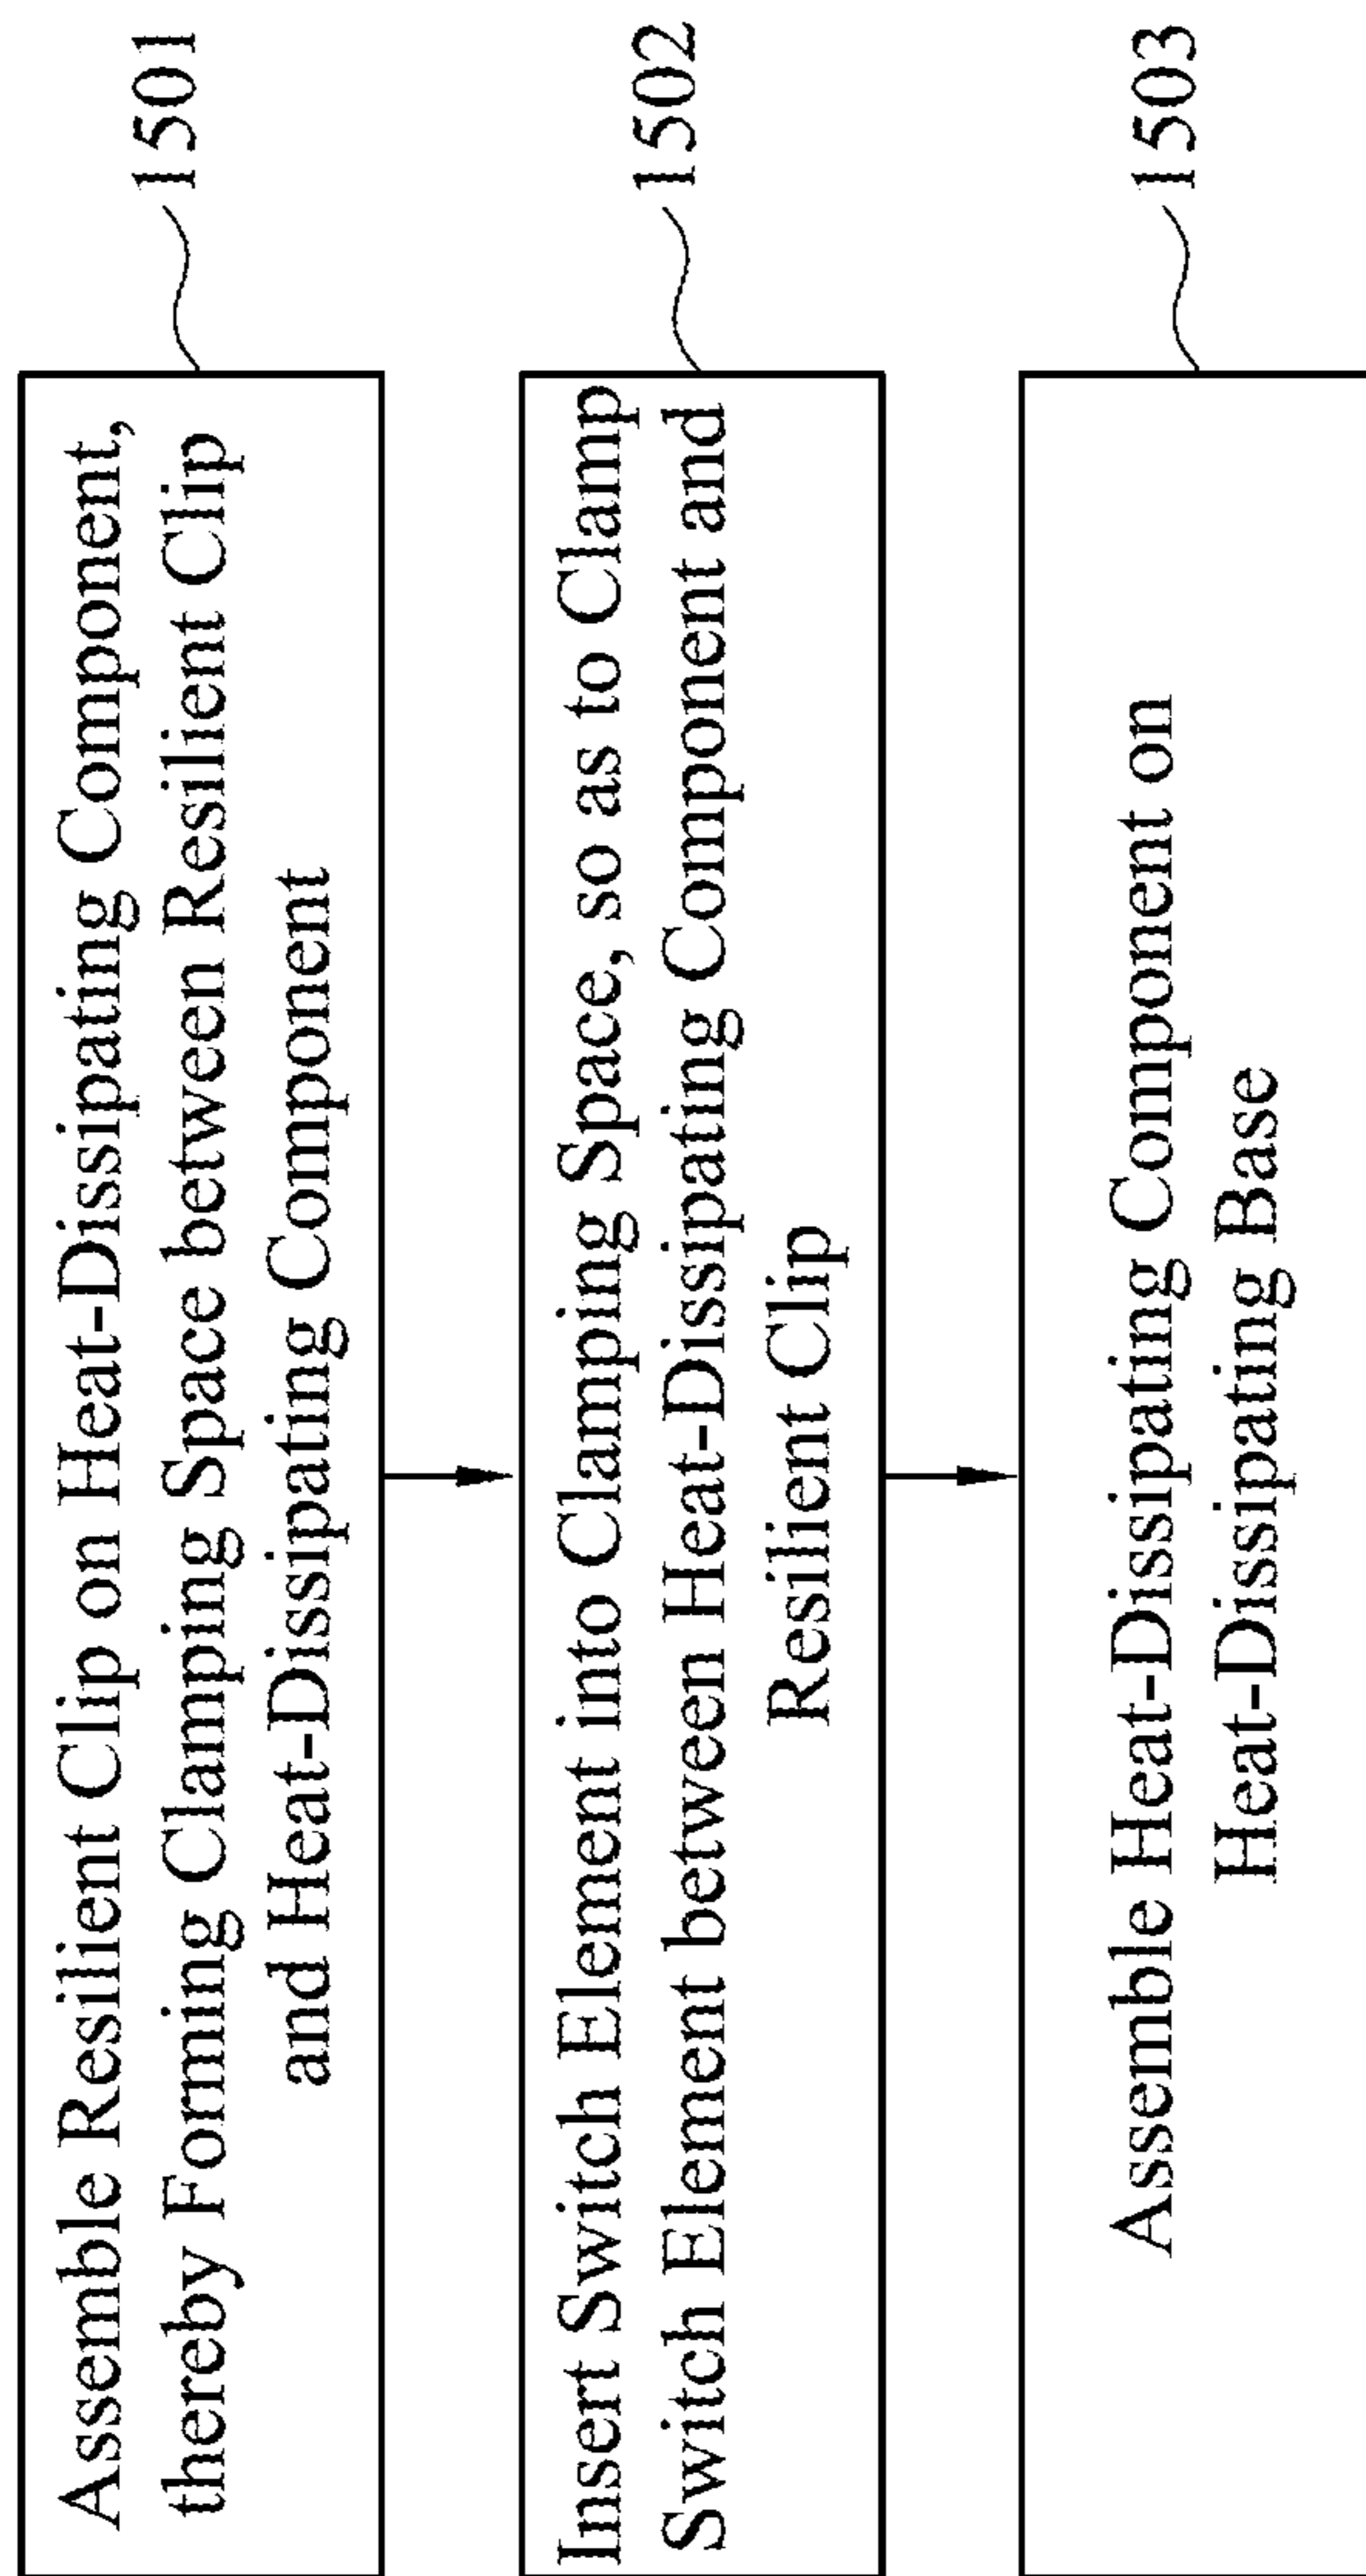 Assemble Resilient Clip on Heat-Dissipating Component,
thereby Forming Clamping Space between Resilient Clip
and Heat-Dissipating Component
1501
Insert Switch Element into Clamping Space, so as to Clamp
Switch Element between Heat-Dissipating Component and
Resilient Clip
1502
Assemble Heat-Dissipating Component on
Heat-Dissipating Base
1503